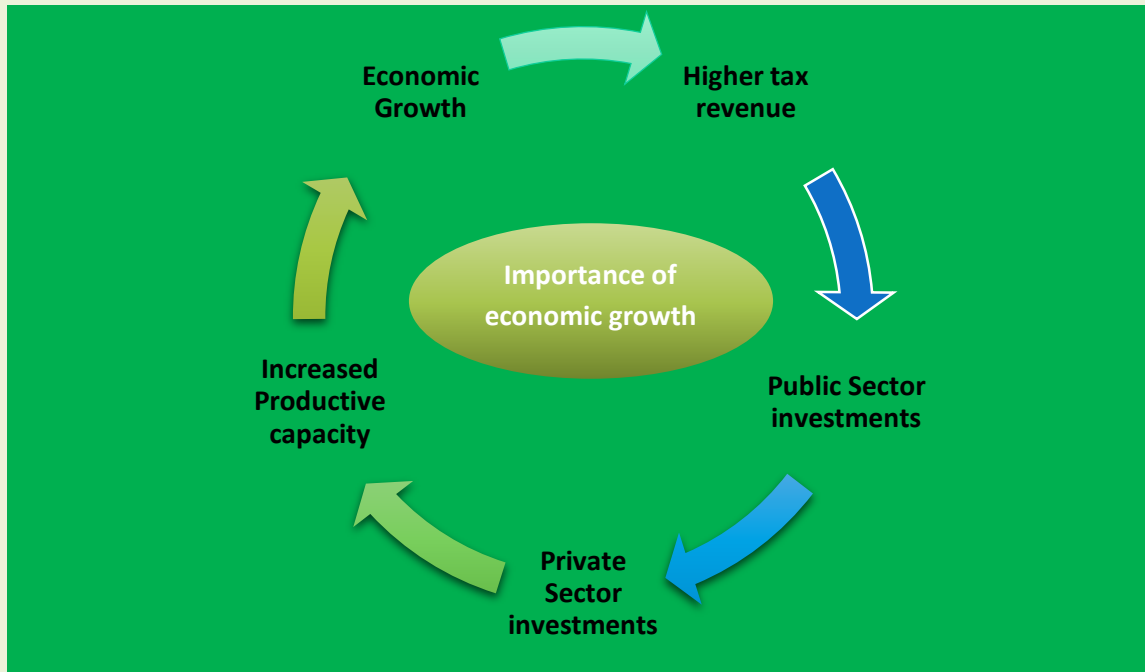 Economic
Growth
Higher tax
revenue
Importance of
economic growth
Increased
Productive
capacity
Public Sector
investments
Private
Sector
investments